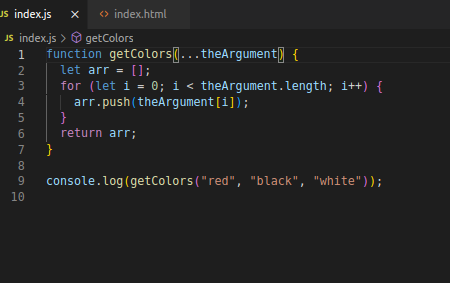 index.js × index.html
index.js > getColors
1 function getColors(...theArgument) {
2   let arr = [];
3   for (let i = 0; i < theArgument.length; i++) {
4     arr.push(theArgument[i]);
5   }
6   return arr;
7 }
8
9 console.log(getColors("red", "black", "white"));
10